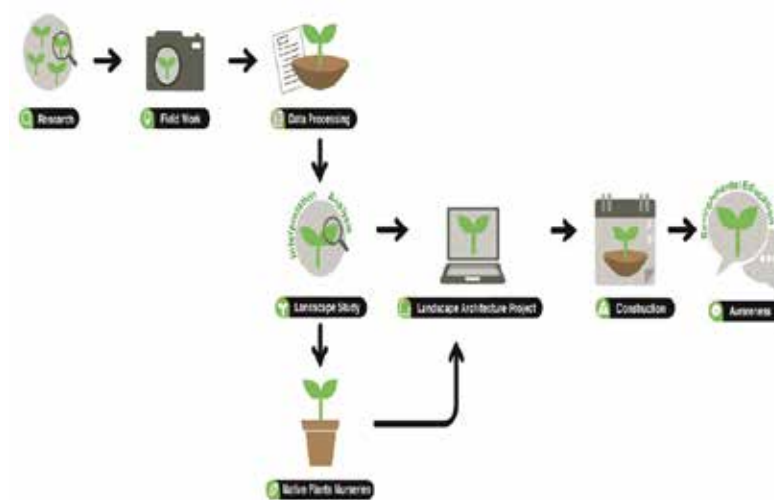 Research
Field Work
Data Processing
Interpretation Analysis
Landscape Study
Landscape Architecture Project
Construction
Environmental Education
Awareness
Native Plants Nurseries